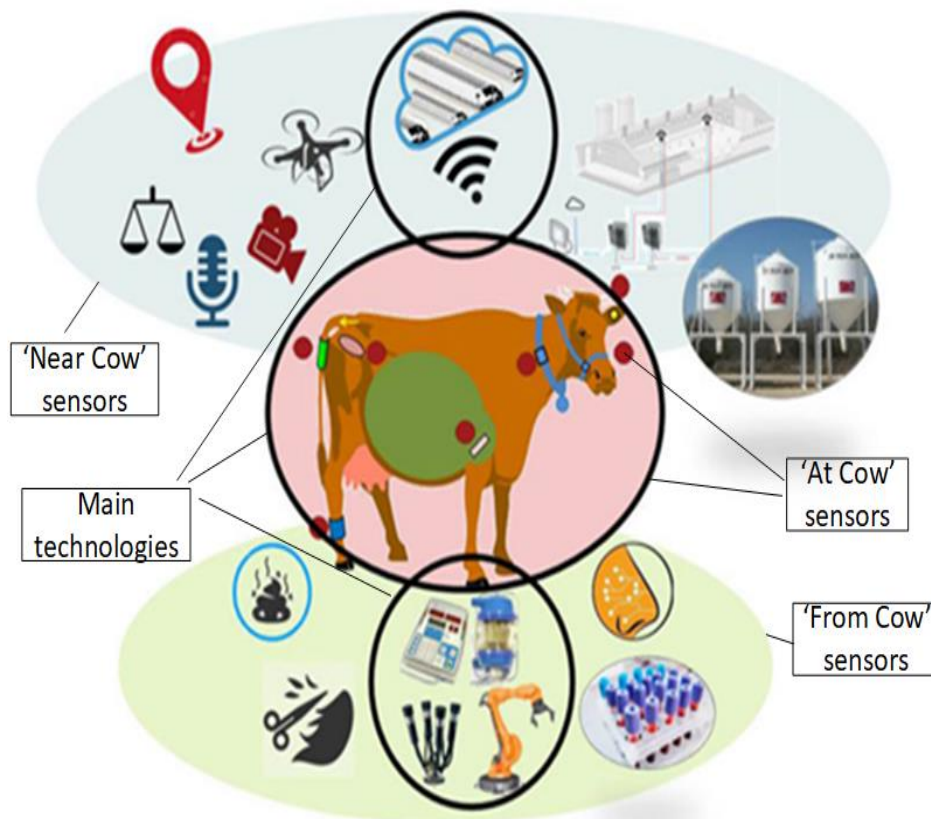 'Near Cow'
sensors
Main
technologies
'At Cow'
sensors
'From Cow'
sensors